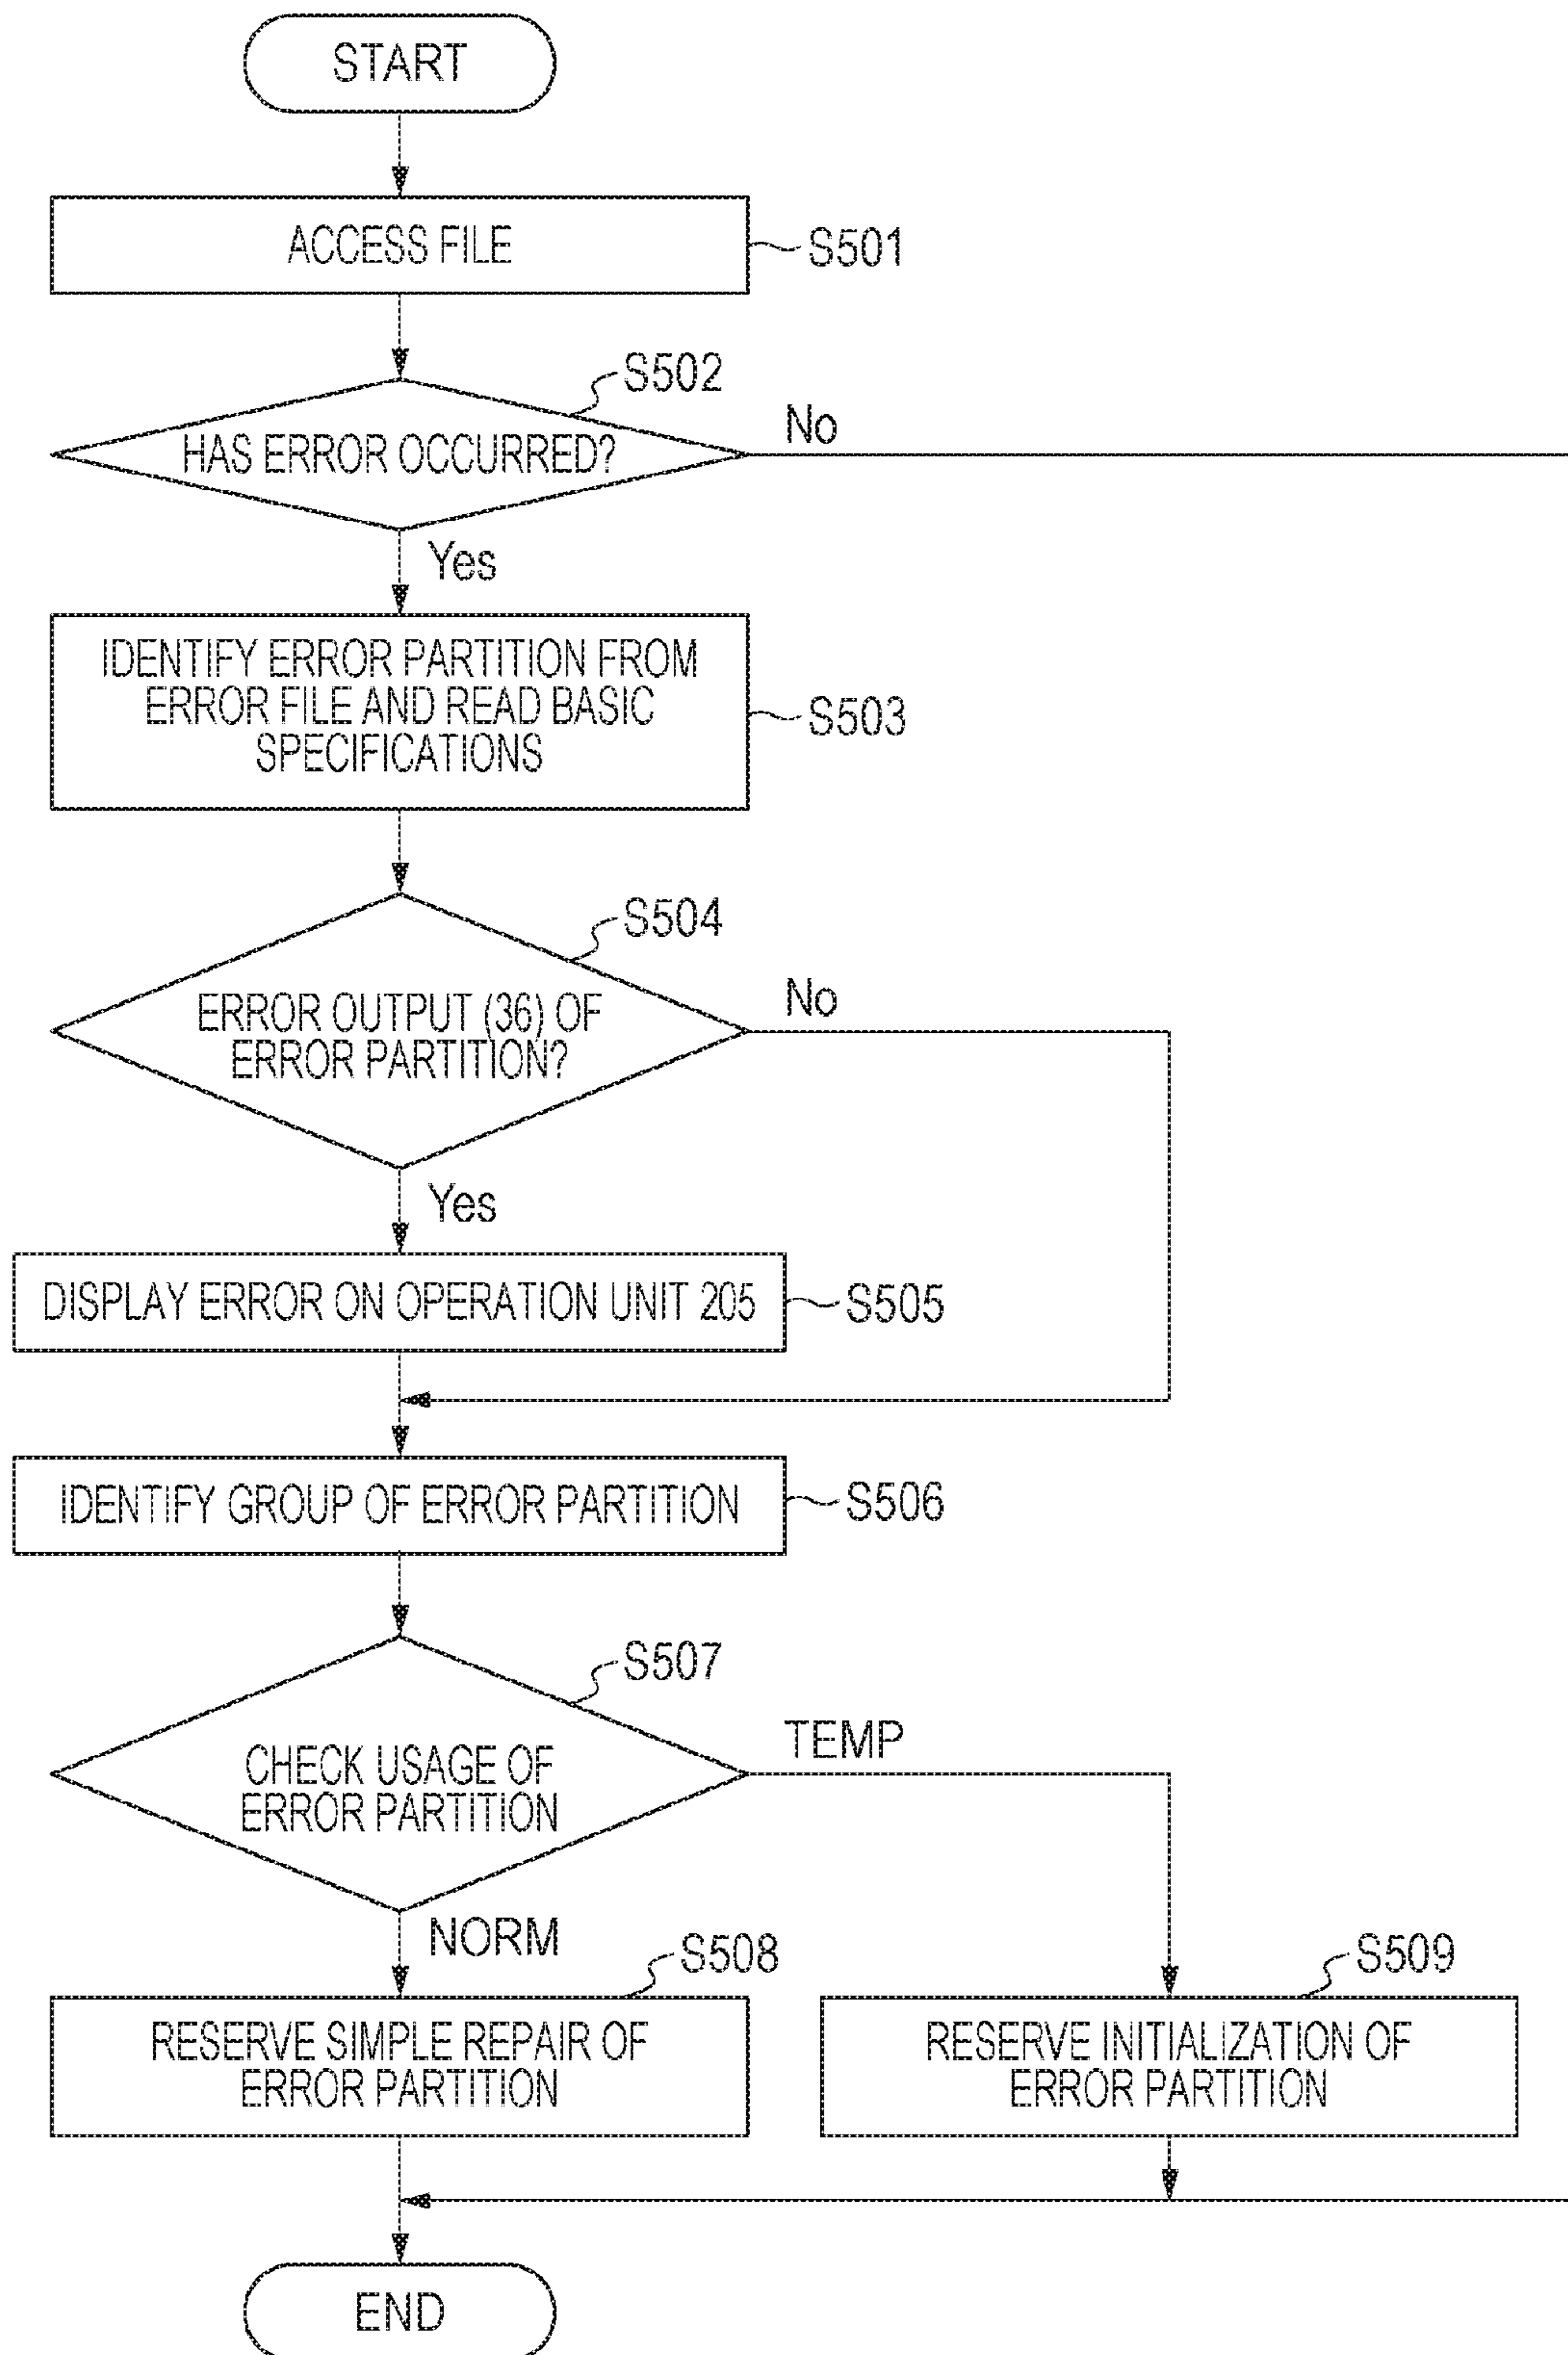 START
ACCESS FILE
S501
S502
HAS ERROR OCCURRED?
No
Yes
IDENTIFY ERROR PARTITION FROM
ERROR FILE AND READ BASIC
SPECIFICATIONS
S503
S504
ERROR OUTPUT (36) OF
ERROR PARTITION?
No
Yes
DISPLAY ERROR ON OPERATION UNIT 205
S505
IDENTIFY GROUP OF ERROR PARTITION
S506
S507
CHECK USAGE OF
ERROR PARTITION
TEMP
NORM
S508
RESERVE SIMPLE REPAIR OF
ERROR PARTITION
S509
RESERVE INITIALIZATION OF
ERROR PARTITION
END